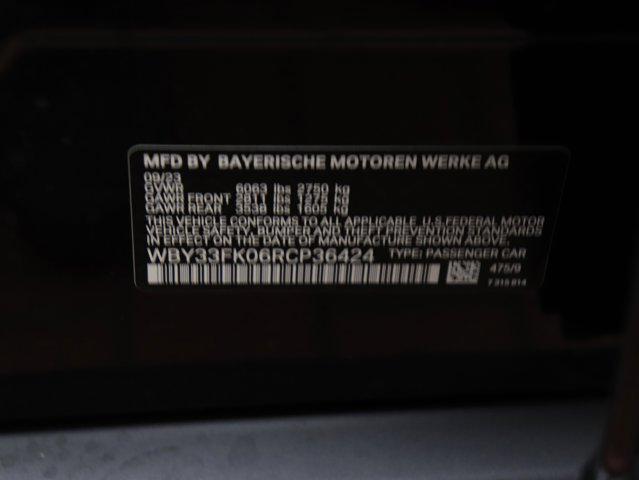 MFD BY BAYERISCHE MOTOREN WERKE AG
09/23
GVWR 6063 lbs 2750 kg
GAWR FRONT 2811 lbs 1275 kg
GAWR REAR 3538 lbs 1605 kg
THIS VEHICLE CONFORMS TO ALL APPLICABLE U.S.FEDERAL MOTOR
VEHICLE SAFETY, BUMPER AND THEFT PREVENTION STANDARDS
IN EFFECT ON THE DATE OF MANUFACTURE SHOWN ABOVE.
WBY33FK06RCP36424 TYPE: PASSENGER CAR
475/9